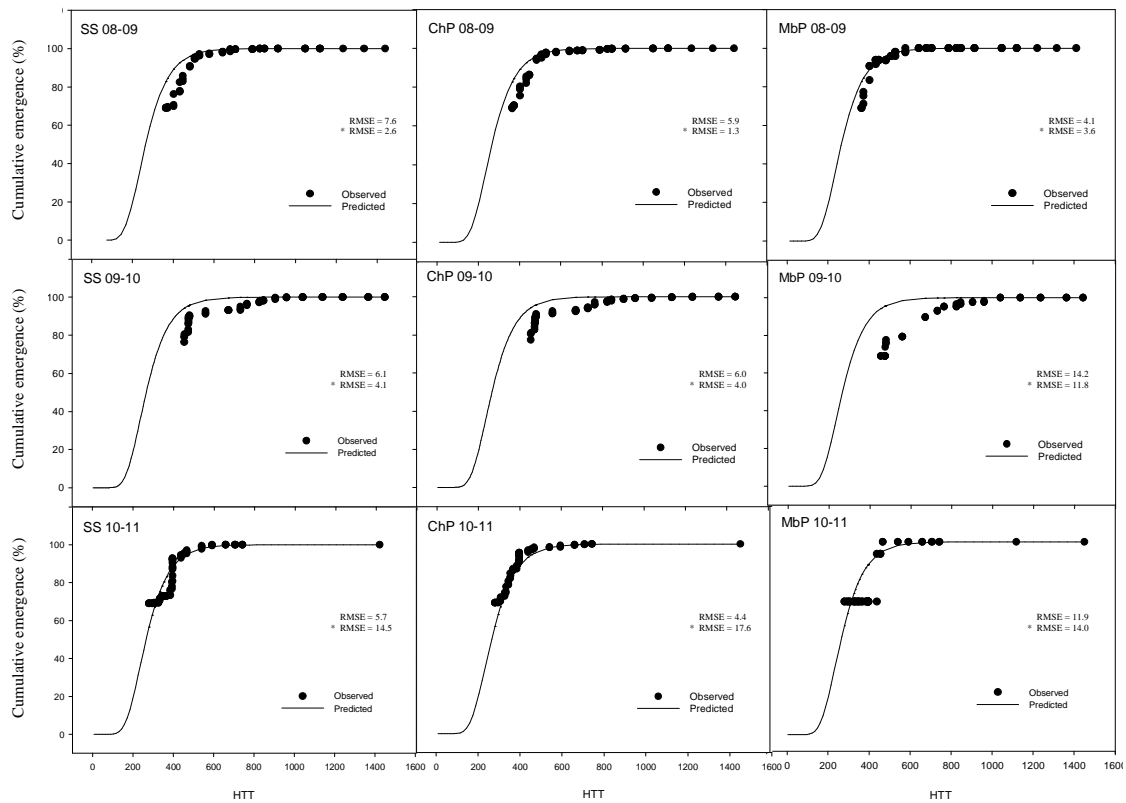 SS 08-09
ChP 08-09
MbP 08-09
Cumulative emergence (%)
100
80
60
40
20
0
RMSE = 7.6
* RMSE = 2.6
Observed
Predicted
RMSE = 5.9
* RMSE = 1.3
Observed
Predicted
RMSE = 4.1
* RMSE = 3.6
Observed
Predicted
SS 09-10
ChP 09-10
MbP 09-10
Cumulative emergence (%)
100
80
60
40
20
0
RMSE = 6.1
* RMSE = 4.1
Observed
Predicted
RMSE = 6.0
* RMSE = 4.0
Observed
Predicted
RMSE = 14.2
* RMSE = 11.8
Observed
Predicted
SS 10-11
ChP 10-11
MbP 10-11
Cumulative emergence (%)
100
80
60
40
20
0
RMSE = 5.7
* RMSE = 14.5
Observed
Predicted
RMSE = 4.4
* RMSE = 17.6
Observed
Predicted
RMSE = 11.9
* RMSE = 14.0
Observed
Predicted
0 200 400 600 800 1000 1200 1400 1600
0 200 400 600 800 1000 1200 1400 1600
0 200 400 600 800 1000 1200 1400 1600
HTT
HTT
HTT